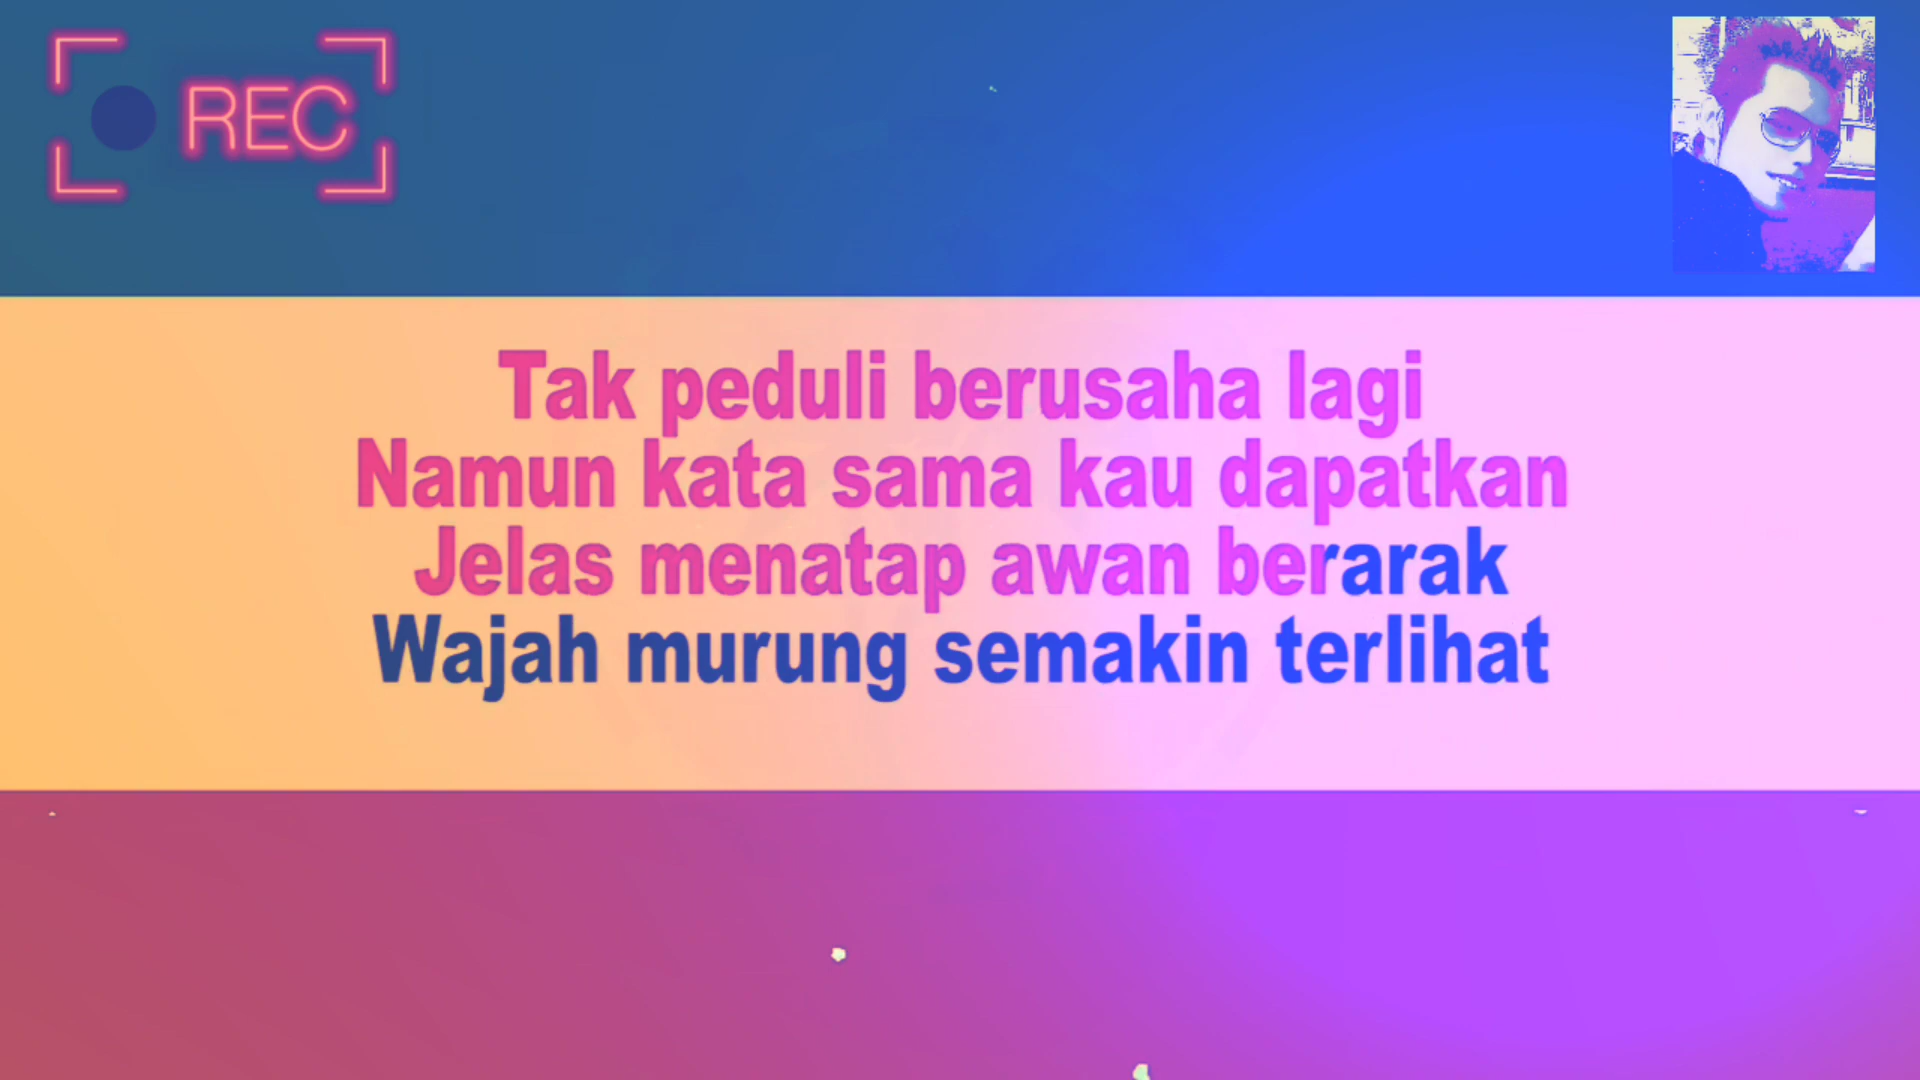 REC
Tak peduli berusaha lagi
Namun kata sama kau dapatkan
Jelas menatap awan berarak
Wajah murung semakin terlihat